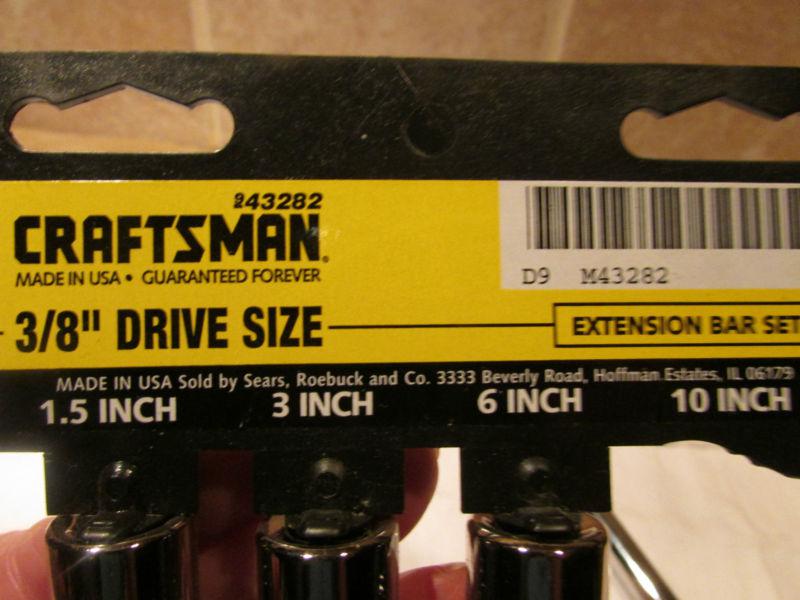 9 43282
CRAFTSMAN®
MADE IN USA • GUARANTEED FOREVER
D9 M43282
3/8" DRIVE SIZE
EXTENSION BAR SET
MADE IN USA Sold by Sears, Roebuck and Co. 3333 Beverly Road, Hoffman Estates, IL 06179
1.5 INCH 3 INCH 6 INCH 10 INCH